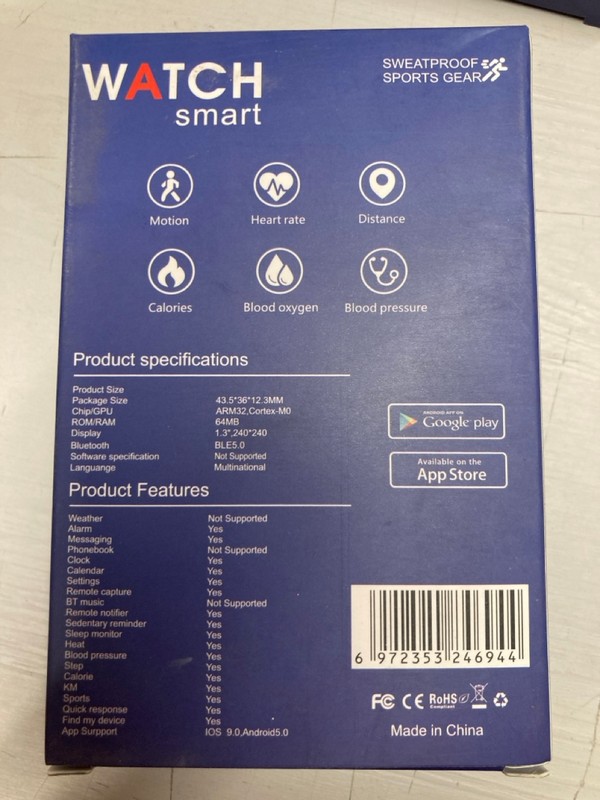 WATCH
smart
SWEATPROOF
SPORTS GEAR
Motion
Heart rate
Distance
Calories
Blood oxygen
Blood pressure
Product specifications
Product Size
Package Size 43.5*36*12.3MM
Chip/GPU ARM32,Cortex-M0
ROM/RAM 64MB
Display 1.3",240*240
Bluetooth BLE5.0
Software specification Not Supported
Languange Multinational
ANDROID APP ON
Google play
Available on the
App Store
Product Features
Weather Not Supported
Alarm Yes
Messaging Yes
Phonebook Not Supported
Clock Yes
Calendar Yes
Settings Yes
Remote capture Yes
BT music Not Supported
Remote notifier Yes
Sedentary reminder Yes
Sleep monitor Yes
Heat Yes
Blood pressure Yes
Step Yes
Calorie Yes
KM Yes
Sports Yes
Quick response Yes
Find my device Yes
App Surpport IOS 9.0,Android5.0
6 972353 246944
FC CE RoHS
Compliant
Made in China